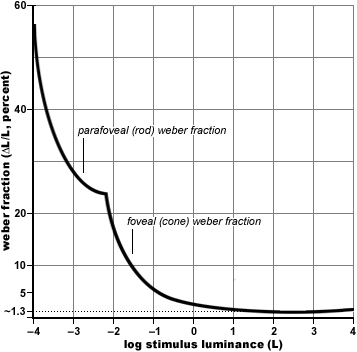 60
40
20
10
5
~1.3
weber fraction (ΔL/L, percent)
parafoveal (rod) weber fraction
foveal (cone) weber fraction
−4 −3 −2 −1 0 1 2 3 4
log stimulus luminance (L)